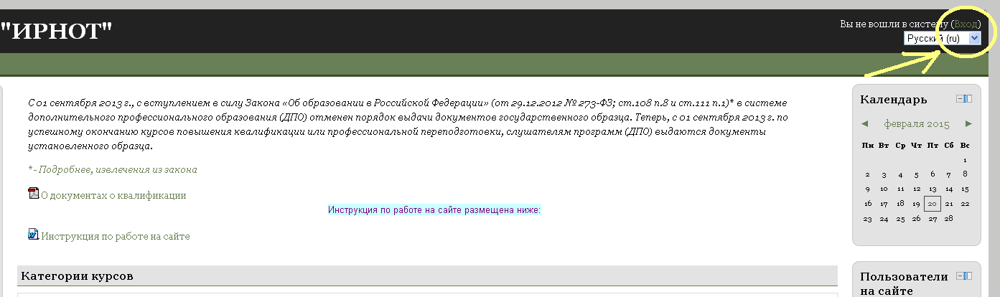 "ИРНОТ"
Вы не вошли в систему (Вход)
Русский (ru)
С 01 сентября 2013 г., с вступлением в силу Закона «Об образовании в Российской Федерации» (от 29.12.2012 № 273-ФЗ; ст.108 п.8 и ст.111 п.1)* в системе
дополнительного профессионального образования (ДПО) отменен порядок выдачи документов государственного образца. Теперь, с 01 сентября 2013 г. по
успешному окончанию курсов повышения квалификации или профессиональной переподготовки, слушателям программ (ДПО) выдаются документы
установленного образца.
*- Подробнее, извлечения из закона
О документах о квалификации
Инструкция по работе на сайте размещена ниже:
Инструкция по работе на сайте
Категории курсов
Календарь
◄ февраля 2015 ►
Пн Вт Ср Чт Пт Сб Вс
1
2 3 4 5 6 7 8
9 10 11 12 13 14 15
16 17 18 19 20 21 22
23 24 25 26 27 28
Пользователи
на сайте